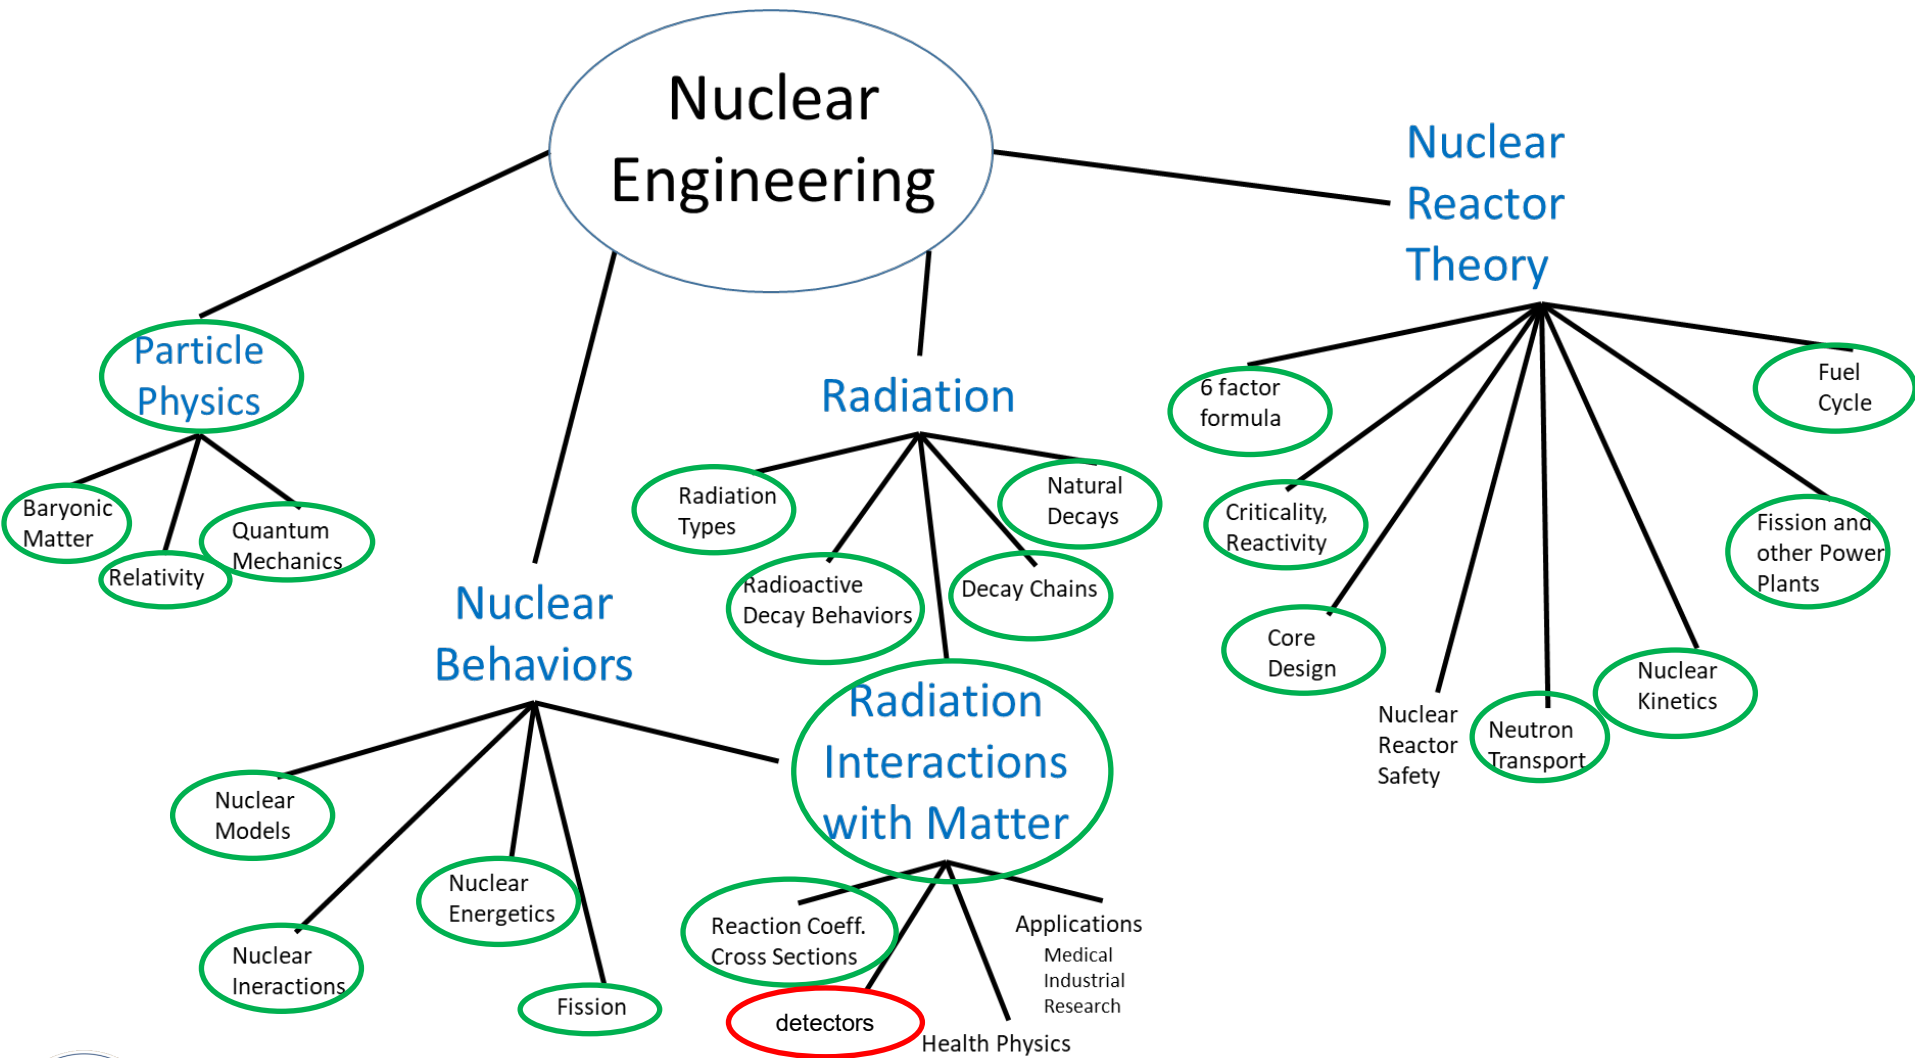 Nuclear
Engineering
Nuclear
Reactor
Theory
Particle
Physics
Baryonic
Matter
Relativity
Quantum
Mechanics
Nuclear
Behaviors
Nuclear
Models
Nuclear
Ineractions
Nuclear
Energetics
Fission
Radiation
Radiation
Types
Radioactive
Decay Behaviors
Decay Chains
Natural
Decays
Radiation
Interactions
with Matter
Reaction Coeff.
Cross Sections
detectors
Health Physics
Applications
Medical
Industrial
Research
6 factor
formula
Criticality,
Reactivity
Core
Design
Nuclear
Reactor
Safety
Neutron
Transport
Nuclear
Kinetics
Fission and
other Power
Plants
Fuel
Cycle